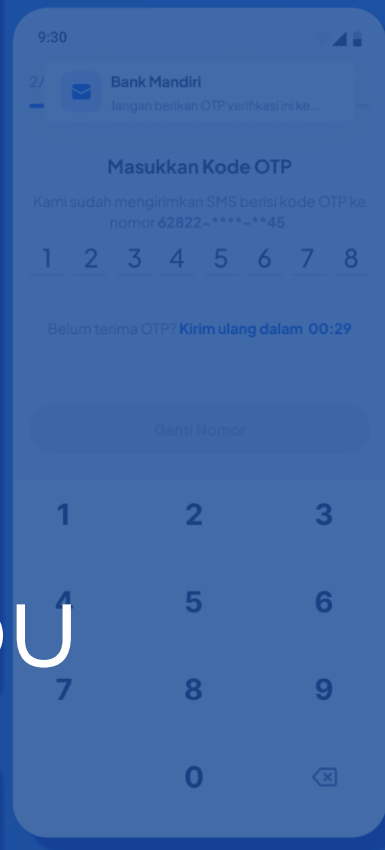 9:30
2/
Bank Mandiri
Jangan berikan OTP verifikasi ini ke...
Masukkan Kode OTP
Kami sudah mengirimkan SMS berisi kode OTP ke
nomor 62822-****-**45.
1 2 3 4 5 6 7 8
Belum terima OTP? Kirim ulang dalam 00:29
Ganti Nomor
1 2 3
4 5 6
U
7 8 9
0